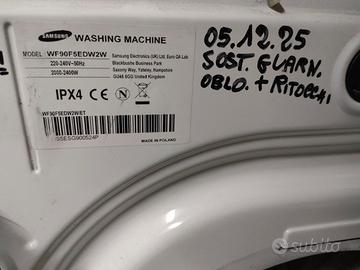 SAMSUNG WASHING MACHINE
MODEL WF90F5EDW2W
220-240V~50Hz
2000-2400W
Samsung Electronics (UK) Ltd, Euro QA Lab
Blackbushe Business Park
Saxony Way, Yateley, Hampshire
GU46 6GG United Kingdom
IPX4
WF90F5EDW2W/ET
MADE IN POLAND
05.12.25
SOST. GUARN.
OBLO. + RITOCCHI
subito